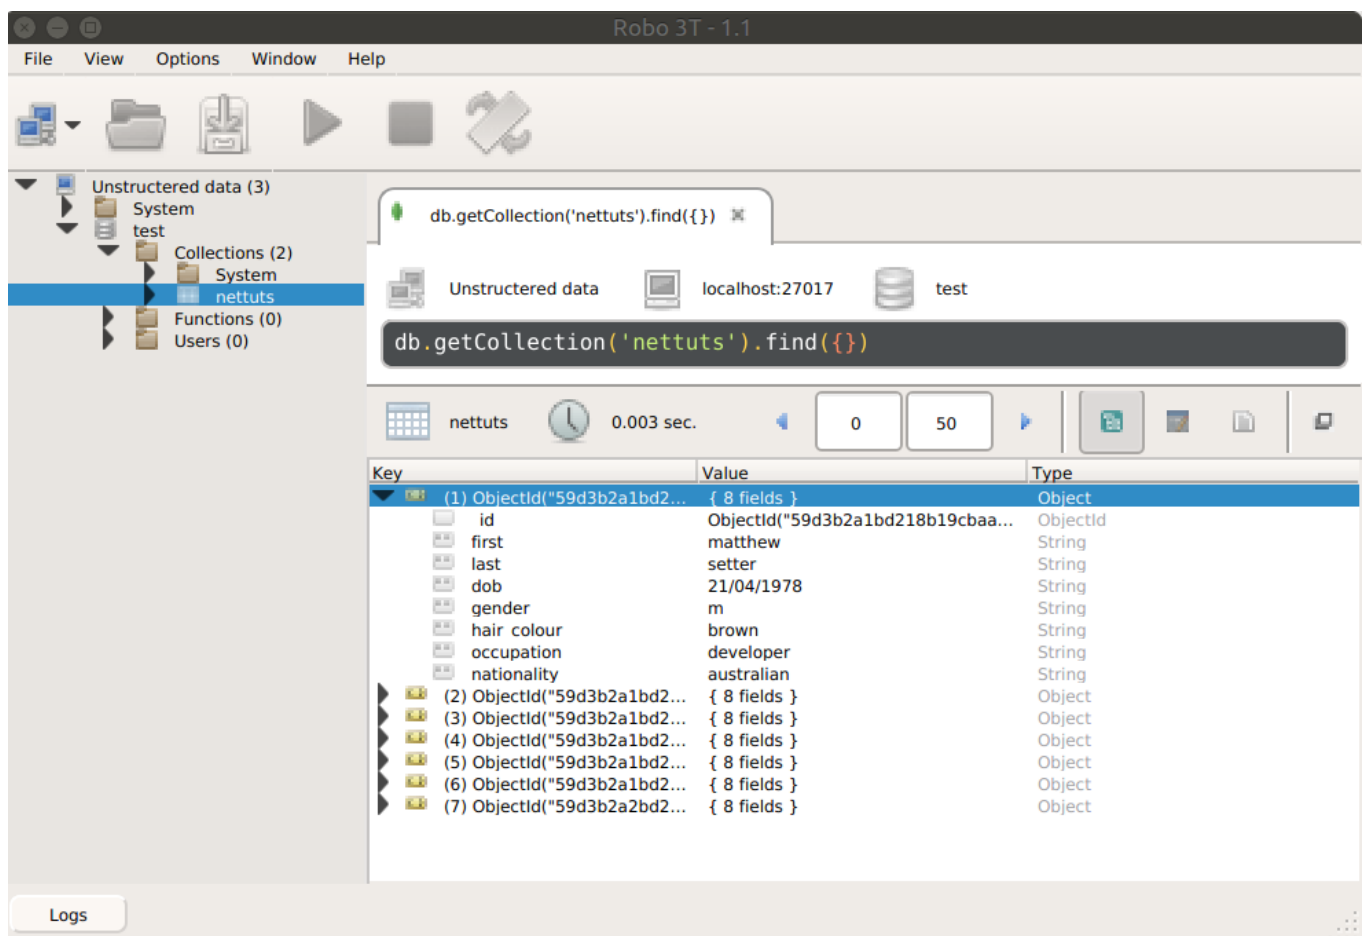 Robo 3T - 1.1
File View Options Window Help
Unstructered data (3)
System
test
Collections (2)
System
nettuts
Functions (0)
Users (0)
db.getCollection('nettuts').find({})
Unstructered data localhost:27017 test
db.getCollection('nettuts').find({})
nettuts 0.003 sec. 0 50
Key Value Type
(1) ObjectId("59d3b2a1bd2... { 8 fields } Object
_id ObjectId("59d3b2a1bd218b19cbaa... ObjectId
first matthew String
last setter String
dob 21/04/1978 String
gender m String
hair_colour brown String
occupation developer String
nationality australian String
(2) ObjectId("59d3b2a1bd2... { 8 fields } Object
(3) ObjectId("59d3b2a1bd2... { 8 fields } Object
(4) ObjectId("59d3b2a1bd2... { 8 fields } Object
(5) ObjectId("59d3b2a1bd2... { 8 fields } Object
(6) ObjectId("59d3b2a1bd2... { 8 fields } Object
(7) ObjectId("59d3b2a2bd2... { 8 fields } Object
Logs